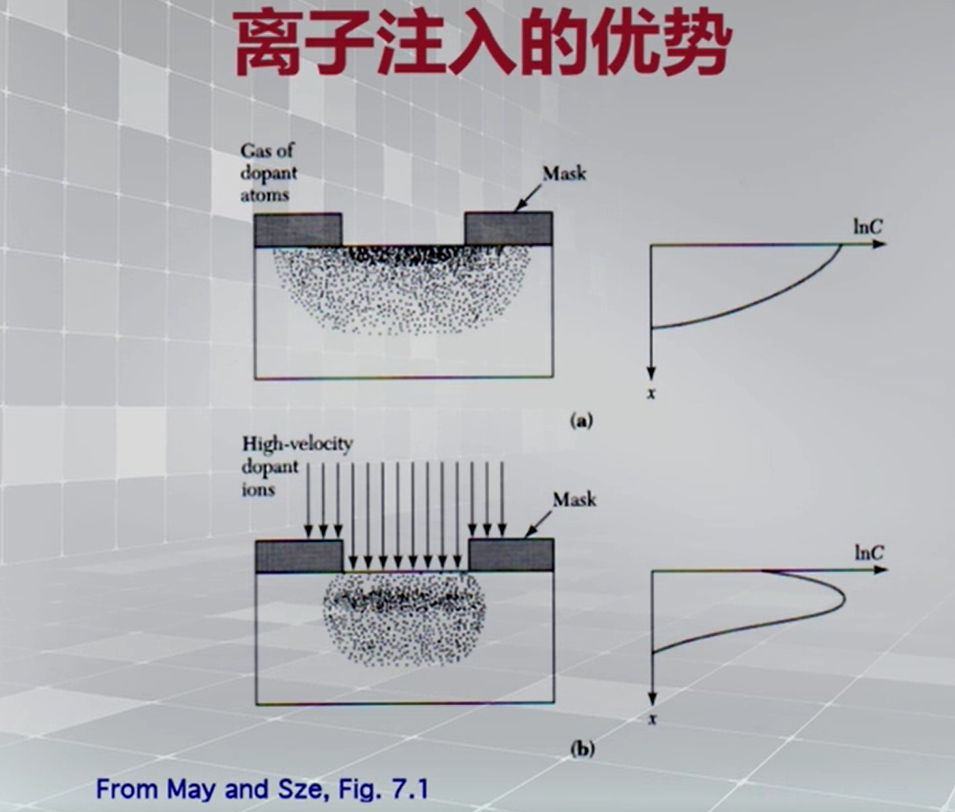 离子注入的优势
Gas of
dopant
atoms
Mask
lnC
x
(a)
High-velocity
dopant
ions
Mask
lnC
x
(b)
From May and Sze, Fig. 7.1